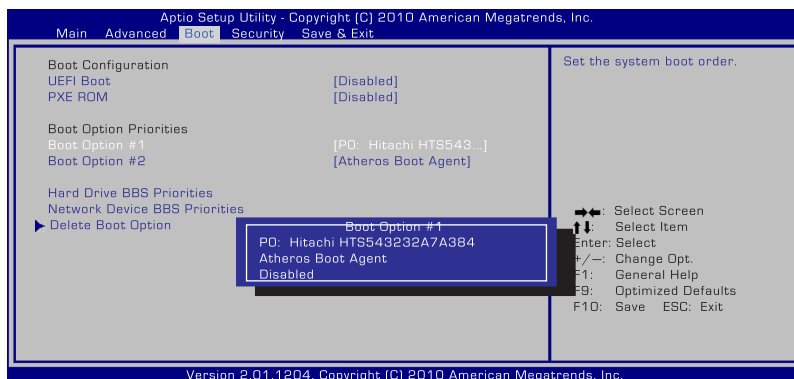 Aptio Setup Utility - Copyright (C) 2010 American Megatrends, Inc.
Main Advanced Boot Security Save & Exit
Boot Configuration
UEFI Boot [Disabled]
PXE ROM [Disabled]
Boot Option Priorities
Boot Option #1 [P0: Hitachi HTS543...]
Boot Option #2 [Atheros Boot Agent]
Hard Drive BBS Priorities
Network Device BBS Priorities
Delete Boot Option
Boot Option #1
P0: Hitachi HTS543232A7A384
Atheros Boot Agent
Disabled
Set the system boot order.
→←: Select Screen
↑↓: Select Item
Enter: Select
+/—: Change Opt.
F1: General Help
F9: Optimized Defaults
F10: Save ESC: Exit
Version 2.01.1204. Copyright (C) 2010 American Megatrends, Inc.